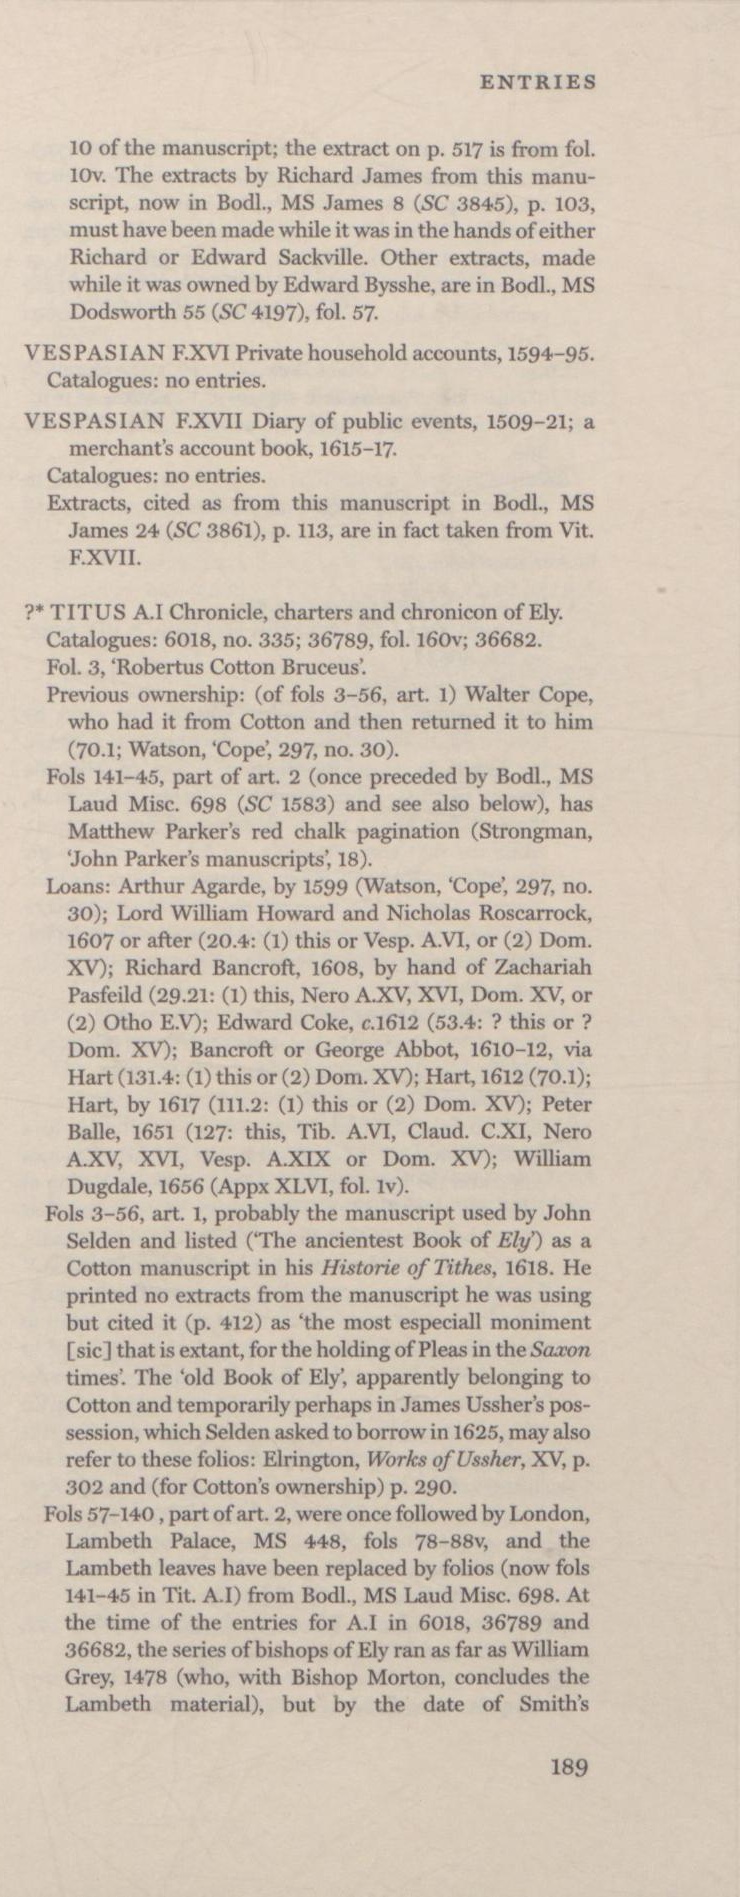 ENTRIES
10 of the manuscript; the extract on p. 517 is from fol.
10v. The extracts by Richard James from this manu-
script, now in Bodl., MS James 8 (SC 3845), p. 103,
must have been made while it was in the hands of either
Richard or Edward Sackville. Other extracts, made
while it was owned by Edward Bysshe, are in Bodl., MS
Dodsworth 55 (SC 4197), fol. 57.
VESPASIAN F.XVI Private household accounts, 1594–95.
Catalogues: no entries.
VESPASIAN F.XVII Diary of public events, 1509–21; a
merchant's account book, 1615–17.
Catalogues: no entries.
Extracts, cited as from this manuscript in Bodl., MS
James 24 (SC 3861), p. 113, are in fact taken from Vit.
F.XVII.
?* TITUS A.I Chronicle, charters and chronicon of Ely.
Catalogues: 6018, no. 335; 36789, fol. 160v; 36682.
Fol. 3, 'Robertus Cotton Bruceus'.
Previous ownership: (of fols 3–56, art. 1) Walter Cope,
who had it from Cotton and then returned it to him
(70.1; Watson, 'Cope', 297, no. 30).
Fols 141–45, part of art. 2 (once preceded by Bodl., MS
Laud Misc. 698 (SC 1583) and see also below), has
Matthew Parker's red chalk pagination (Strongman,
'John Parker's manuscripts', 18).
Loans: Arthur Agarde, by 1599 (Watson, 'Cope', 297, no.
30); Lord William Howard and Nicholas Roscarrock,
1607 or after (20.4: (1) this or Vesp. A.VI, or (2) Dom.
XV); Richard Bancroft, 1608, by hand of Zachariah
Pasfeild (29.21: (1) this, Nero A.XV, XVI, Dom. XV, or
(2) Otho E.V); Edward Coke, c.1612 (53.4: ? this or ?
Dom. XV); Bancroft or George Abbot, 1610–12, via
Hart (131.4: (1) this or (2) Dom. XV); Hart, 1612 (70.1);
Hart, by 1617 (111.2: (1) this or (2) Dom. XV); Peter
Balle, 1651 (127: this, Tib. A.VI, Claud. C.XI, Nero
A.XV, XVI, Vesp. A.XIX or Dom. XV); William
Dugdale, 1656 (Appx XLVI, fol. 1v).
Fols 3–56, art. 1, probably the manuscript used by John
Selden and listed ('The ancientest Book of Ely') as a
Cotton manuscript in his Historie of Tithes, 1618. He
printed no extracts from the manuscript he was using
but cited it (p. 412) as 'the most especiall moniment
[sic] that is extant, for the holding of Pleas in the Saxon
times'. The 'old Book of Ely', apparently belonging to
Cotton and temporarily perhaps in James Ussher's pos-
session, which Selden asked to borrow in 1625, may also
refer to these folios: Elrington, Works of Ussher, XV, p.
302 and (for Cotton's ownership) p. 290.
Fols 57–140 , part of art. 2, were once followed by London,
Lambeth Palace, MS 448, fols 78–88v, and the
Lambeth leaves have been replaced by folios (now fols
141–45 in Tit. A.I) from Bodl., MS Laud Misc. 698. At
the time of the entries for A.I in 6018, 36789 and
36682, the series of bishops of Ely ran as far as William
Grey, 1478 (who, with Bishop Morton, concludes the
Lambeth material), but by the date of Smith's
189